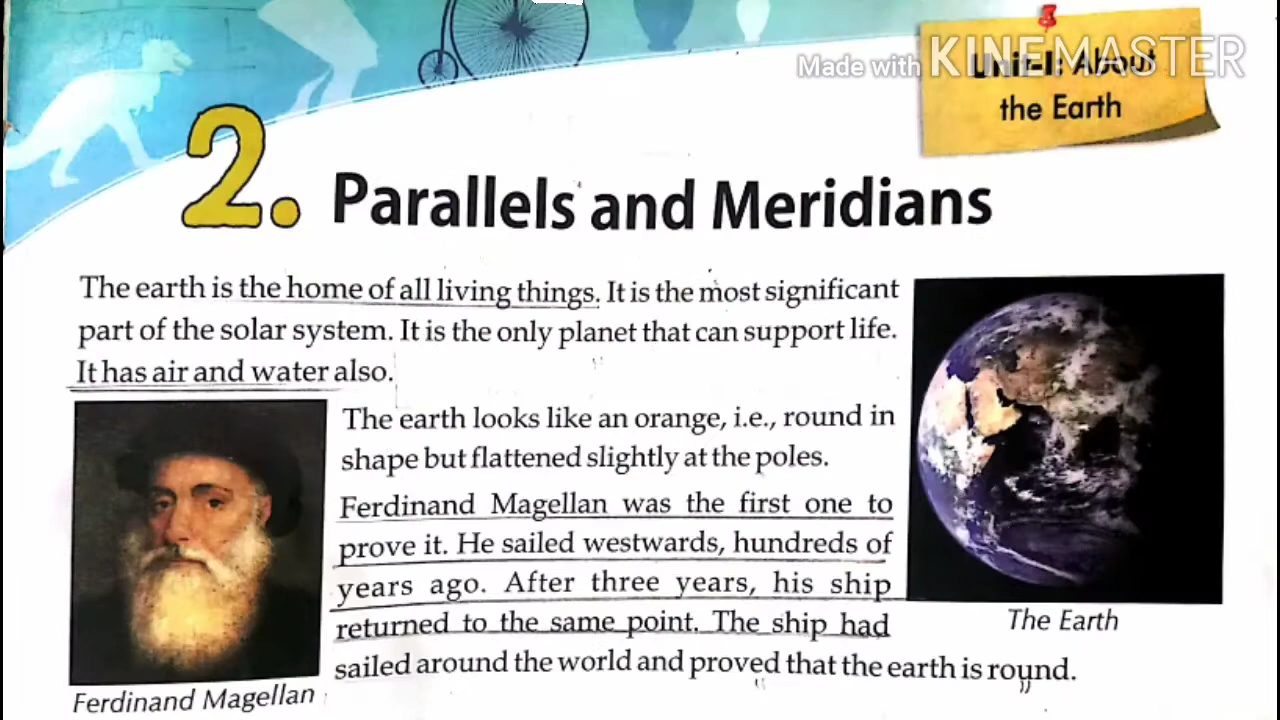 Made with KINEMASTER
Unit-I: About
the Earth
2. Parallels and Meridians
The earth is the home of all living things. It is the most significant
part of the solar system. It is the only planet that can support life.
It has air and water also.
The earth looks like an orange, i.e., round in
shape but flattened slightly at the poles.
Ferdinand Magellan was the first one to
prove it. He sailed westwards, hundreds of
years ago. After three years, his ship
returned to the same point. The ship had
sailed around the world and proved that the earth is round.
The Earth
Ferdinand Magellan